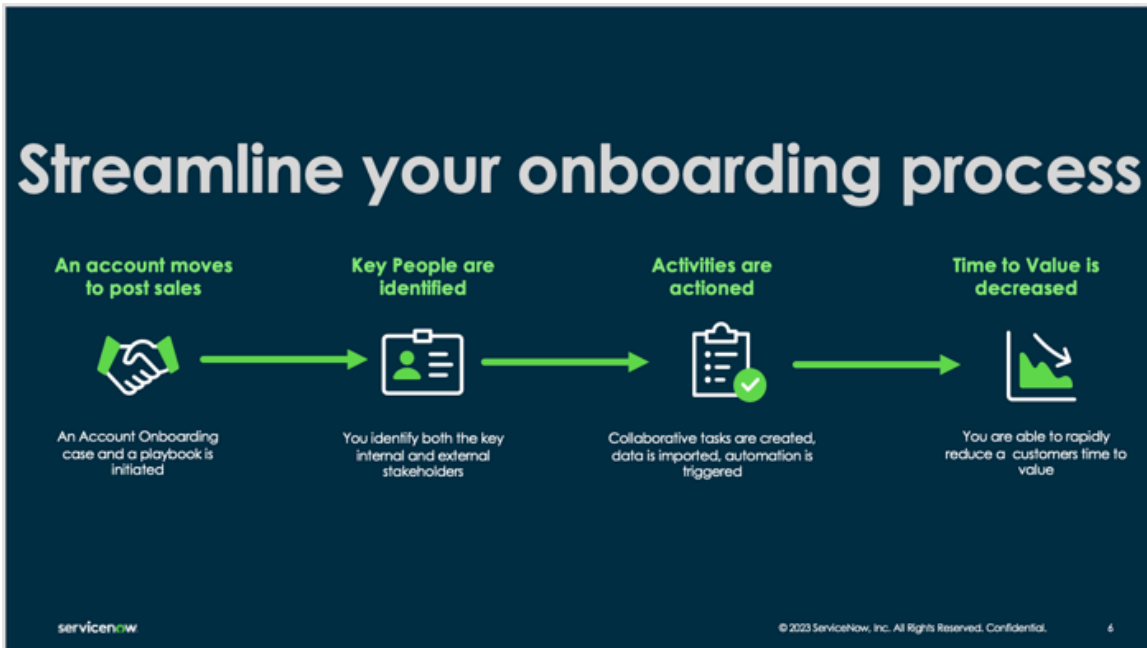 Streamline your onboarding process
An account moves
to post sales
Key People are
identified
Activities are
actioned
Time to Value is
decreased
An Account Onboarding
case and a playbook is
initiated
You identify both the key
internal and external
stakeholders
Collaborative tasks are created,
data is imported, automation is
triggered
You are able to rapidly
reduce a  customers time to
value
servicenow
© 2023 ServiceNow, Inc. All Rights Reserved. Confidential.
6